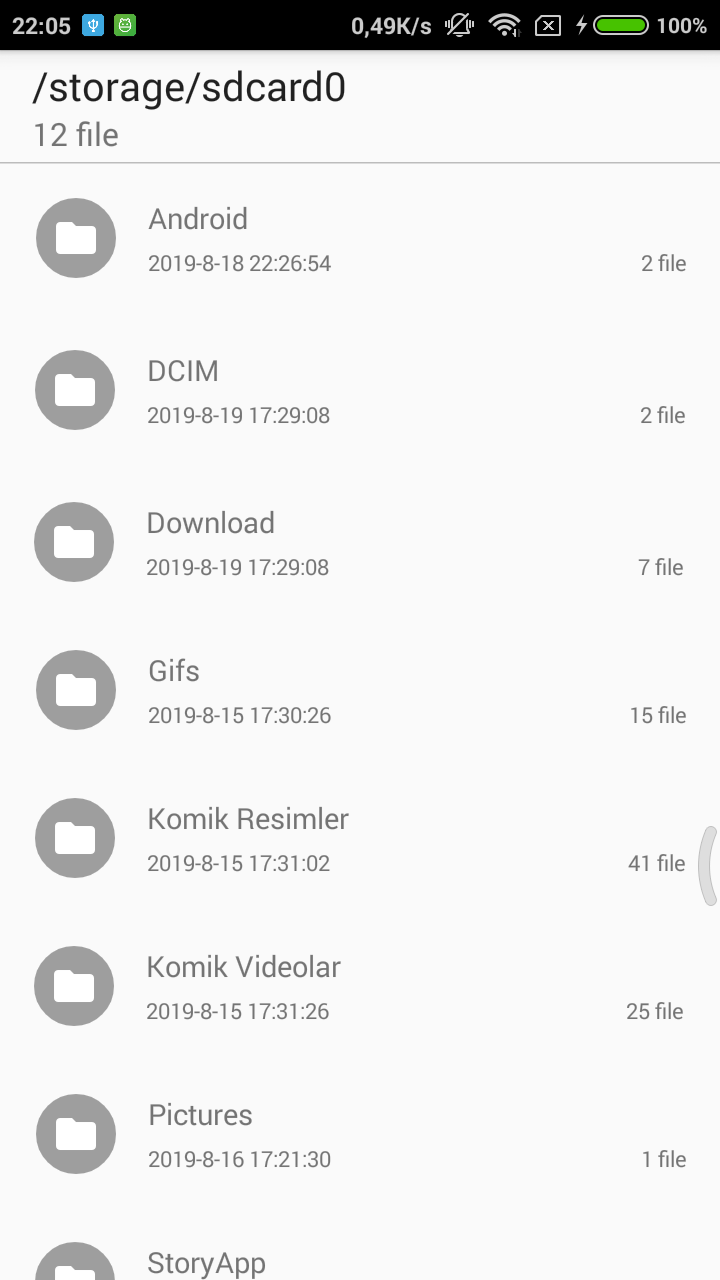 22:05 0,49K/s 100%
/storage/sdcard0
12 file
Android
2019-8-18 22:26:54 2 file
DCIM
2019-8-19 17:29:08 2 file
Download
2019-8-19 17:29:08 7 file
Gifs
2019-8-15 17:30:26 15 file
Komik Resimler
2019-8-15 17:31:02 41 file
Komik Videolar
2019-8-15 17:31:26 25 file
Pictures
2019-8-16 17:21:30 1 file
StoryApp